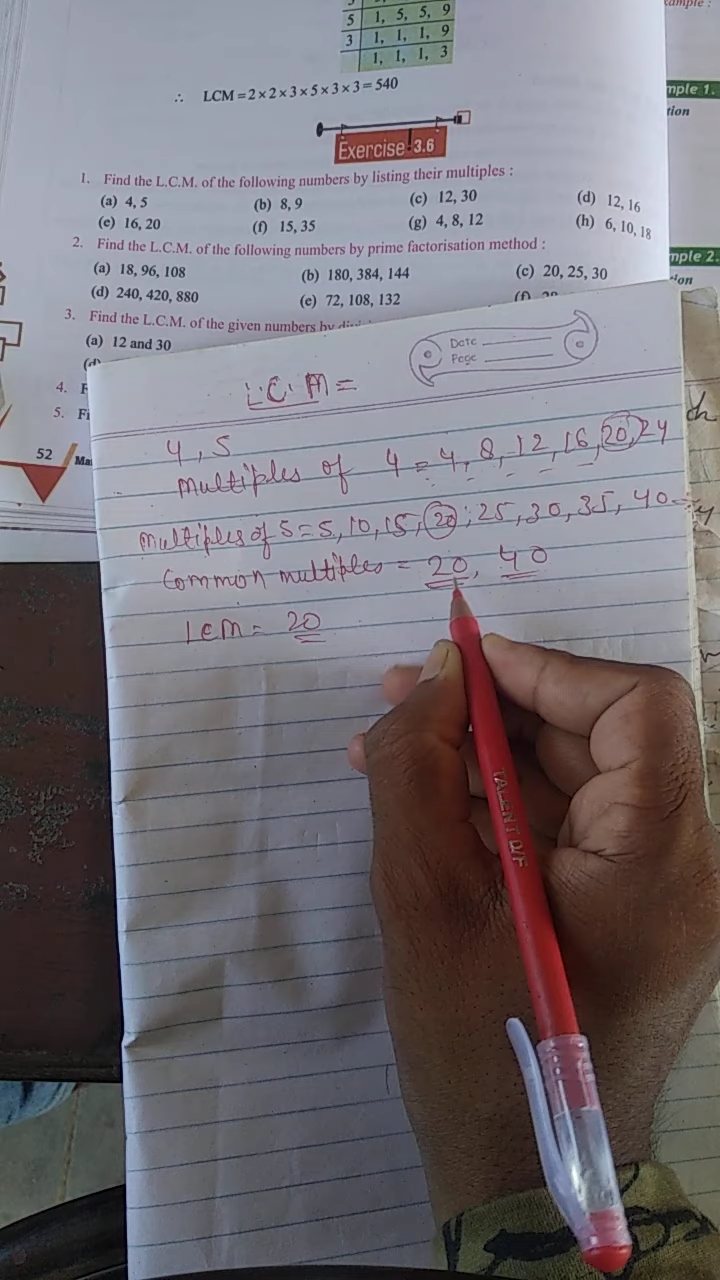 5 1, 5, 5, 9
3 1, 1, 1, 9
1, 1, 1, 3
∴ LCM = 2 × 2 × 3 × 5 × 3 × 3 = 540
Exercise 3.6
1. Find the L.C.M. of the following numbers by listing their multiples :
(a) 4, 5 (b) 8, 9 (c) 12, 30 (d) 12, 16
(e) 16, 20 (f) 15, 35 (g) 4, 8, 12 (h) 6, 10, 18
2. Find the L.C.M. of the following numbers by prime factorisation method :
(a) 18, 96, 108 (b) 180, 384, 144 (c) 20, 25, 30
(d) 240, 420, 880 (e) 72, 108, 132 (f)
3. Find the L.C.M. of the given numbers by
(a) 12 and 30
4.
5.
52
mple 1.
mple 2.
Date
Page
L.C.M =
4, 5
Multiples of 4 = 4, 8, 12, 16, 20, 24
Multiples of 5 = 5, 10, 15, 20, 25, 30, 35, 40
Common multiples = 20, 40
LCM = 20
TALENT D/F